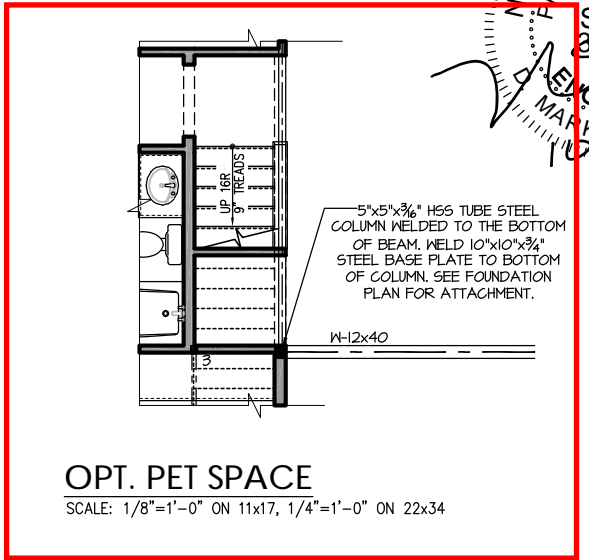 UP 16R
9" TREADS
5"x5"x3/16" HSS TUBE STEEL
COLUMN WELDED TO THE BOTTOM
OF BEAM. WELD 10"x10"x3/4"
STEEL BASE PLATE TO BOTTOM
OF COLUMN. SEE FOUNDATION
PLAN FOR ATTACHMENT.
W-12x40
3
OPT. PET SPACE
SCALE: 1/8"=1'-0" ON 11x17, 1/4"=1'-0" ON 22x34